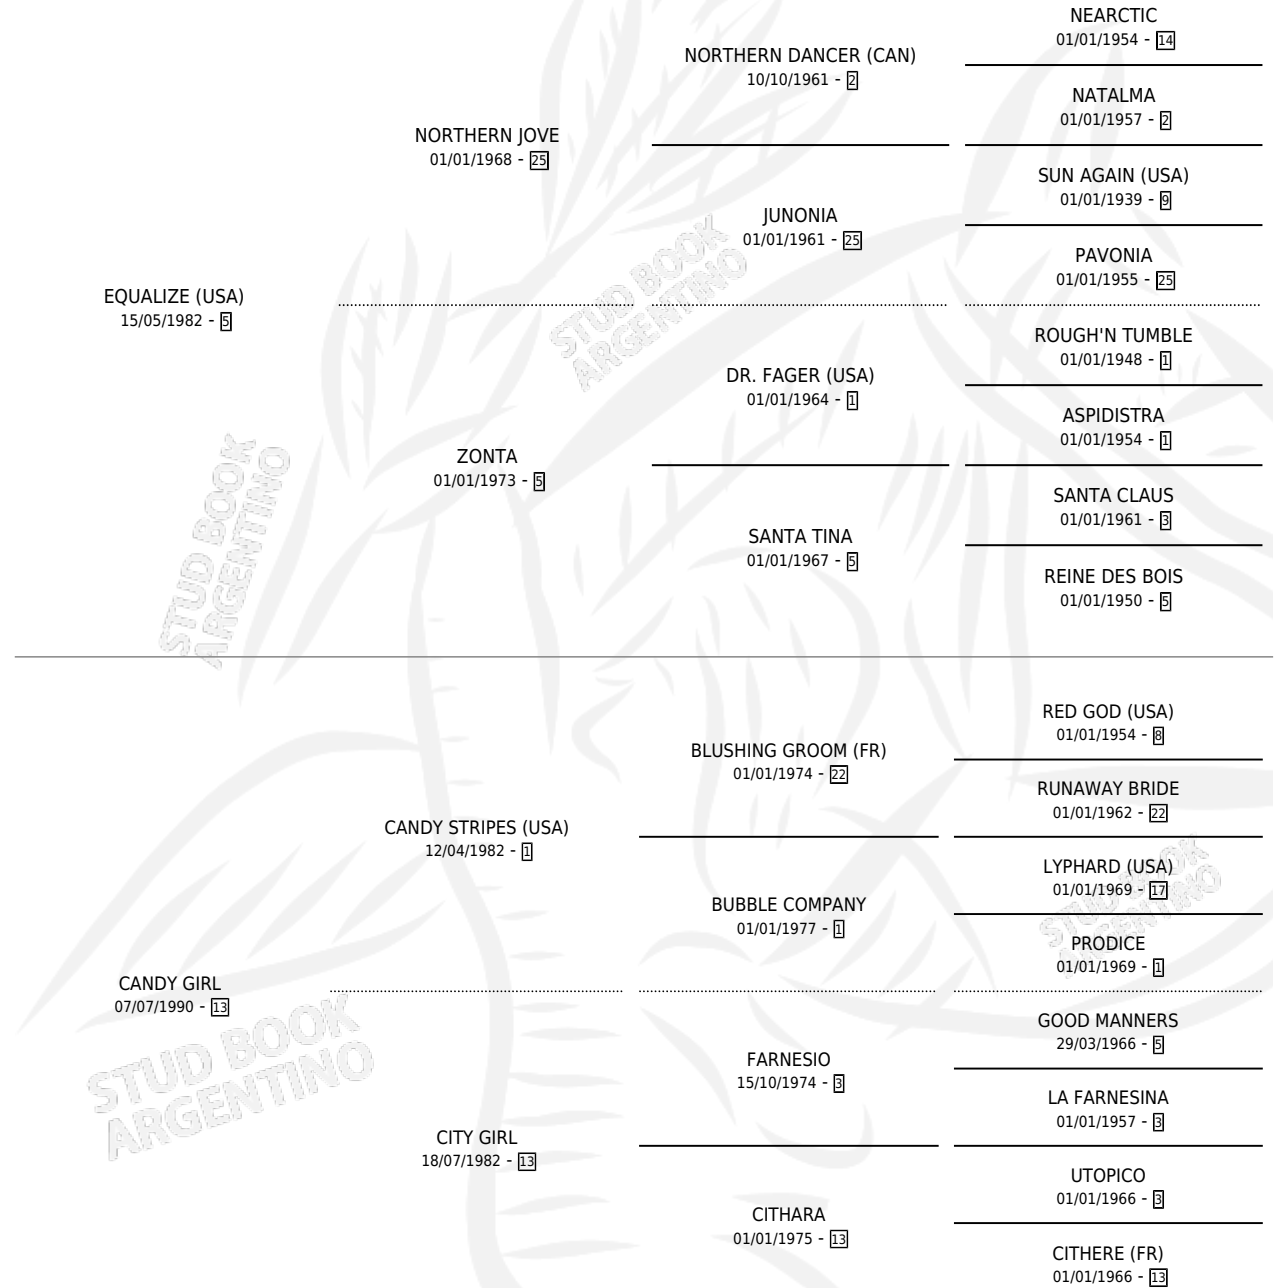 NEARCTIC
01/01/1954 - 14
NORTHERN DANCER (CAN)
10/10/1961 - 2
NATALMA
01/01/1957 - 2
NORTHERN JOVE
01/01/1968 - 25
SUN AGAIN (USA)
01/01/1939 - 9
JUNONIA
01/01/1961 - 25
PAVONIA
01/01/1955 - 25
EQUALIZE (USA)
15/05/1982 - 5
STUD BOOK
ARGENTINO
ROUGH'N TUMBLE
01/01/1948 - 1
DR. FAGER (USA)
01/01/1964 - 1
ASPIDISTRA
01/01/1954 - 1
ZONTA
01/01/1973 - 5
SANTA CLAUS
01/01/1961 - 3
SANTA TINA
01/01/1967 - 5
REINE DES BOIS
01/01/1950 - 5
STUD BOOK
ARGENTINO
RED GOD (USA)
01/01/1954 - 8
BLUSHING GROOM (FR)
01/01/1974 - 22
RUNAWAY BRIDE
01/01/1962 - 22
CANDY STRIPES (USA)
12/04/1982 - 1
LYPHARD (USA)
01/01/1969 - 17
BUBBLE COMPANY
01/01/1977 - 1
PRODICE
01/01/1969 - 1
STUD BOOK
ARGENTINO
CANDY GIRL
07/07/1990 - 13
GOOD MANNERS
29/03/1966 - 5
FARNESIO
15/10/1974 - 3
LA FARNESINA
01/01/1957 - 3
STUD BOOK
ARGENTINO
CITY GIRL
18/07/1982 - 13
UTOPICO
01/01/1966 - 3
CITHARA
01/01/1975 - 13
CITHERE (FR)
01/01/1966 - 13